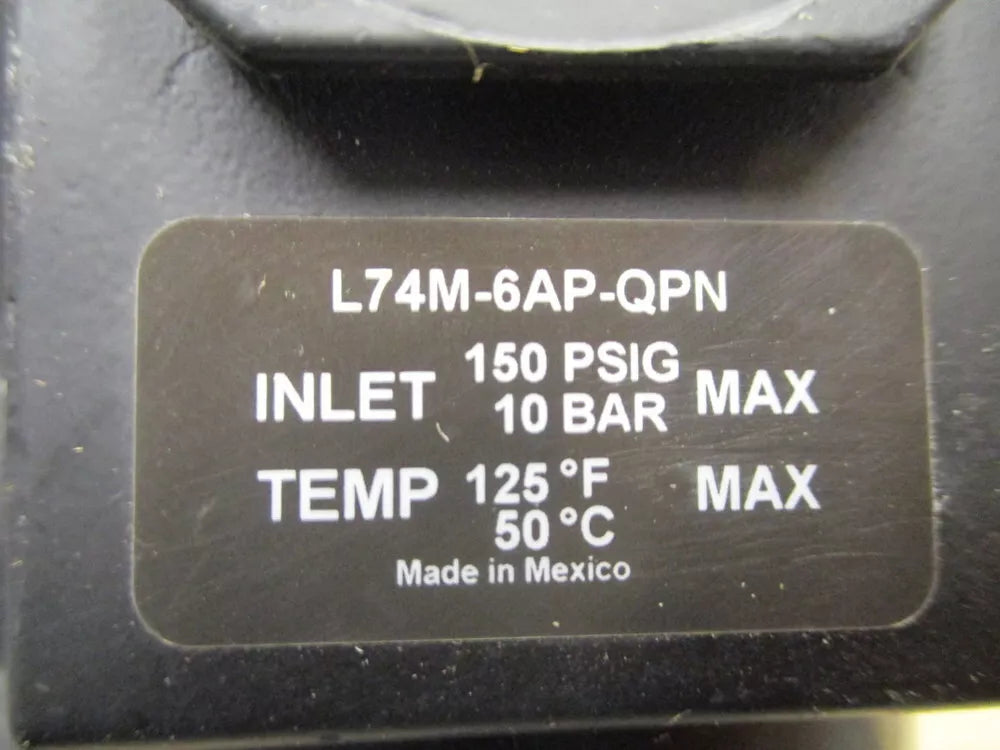 L74M-6AP-QPN
INLET 150 PSIG 10 BAR MAX
TEMP 125 °F 50 °C MAX
Made in Mexico